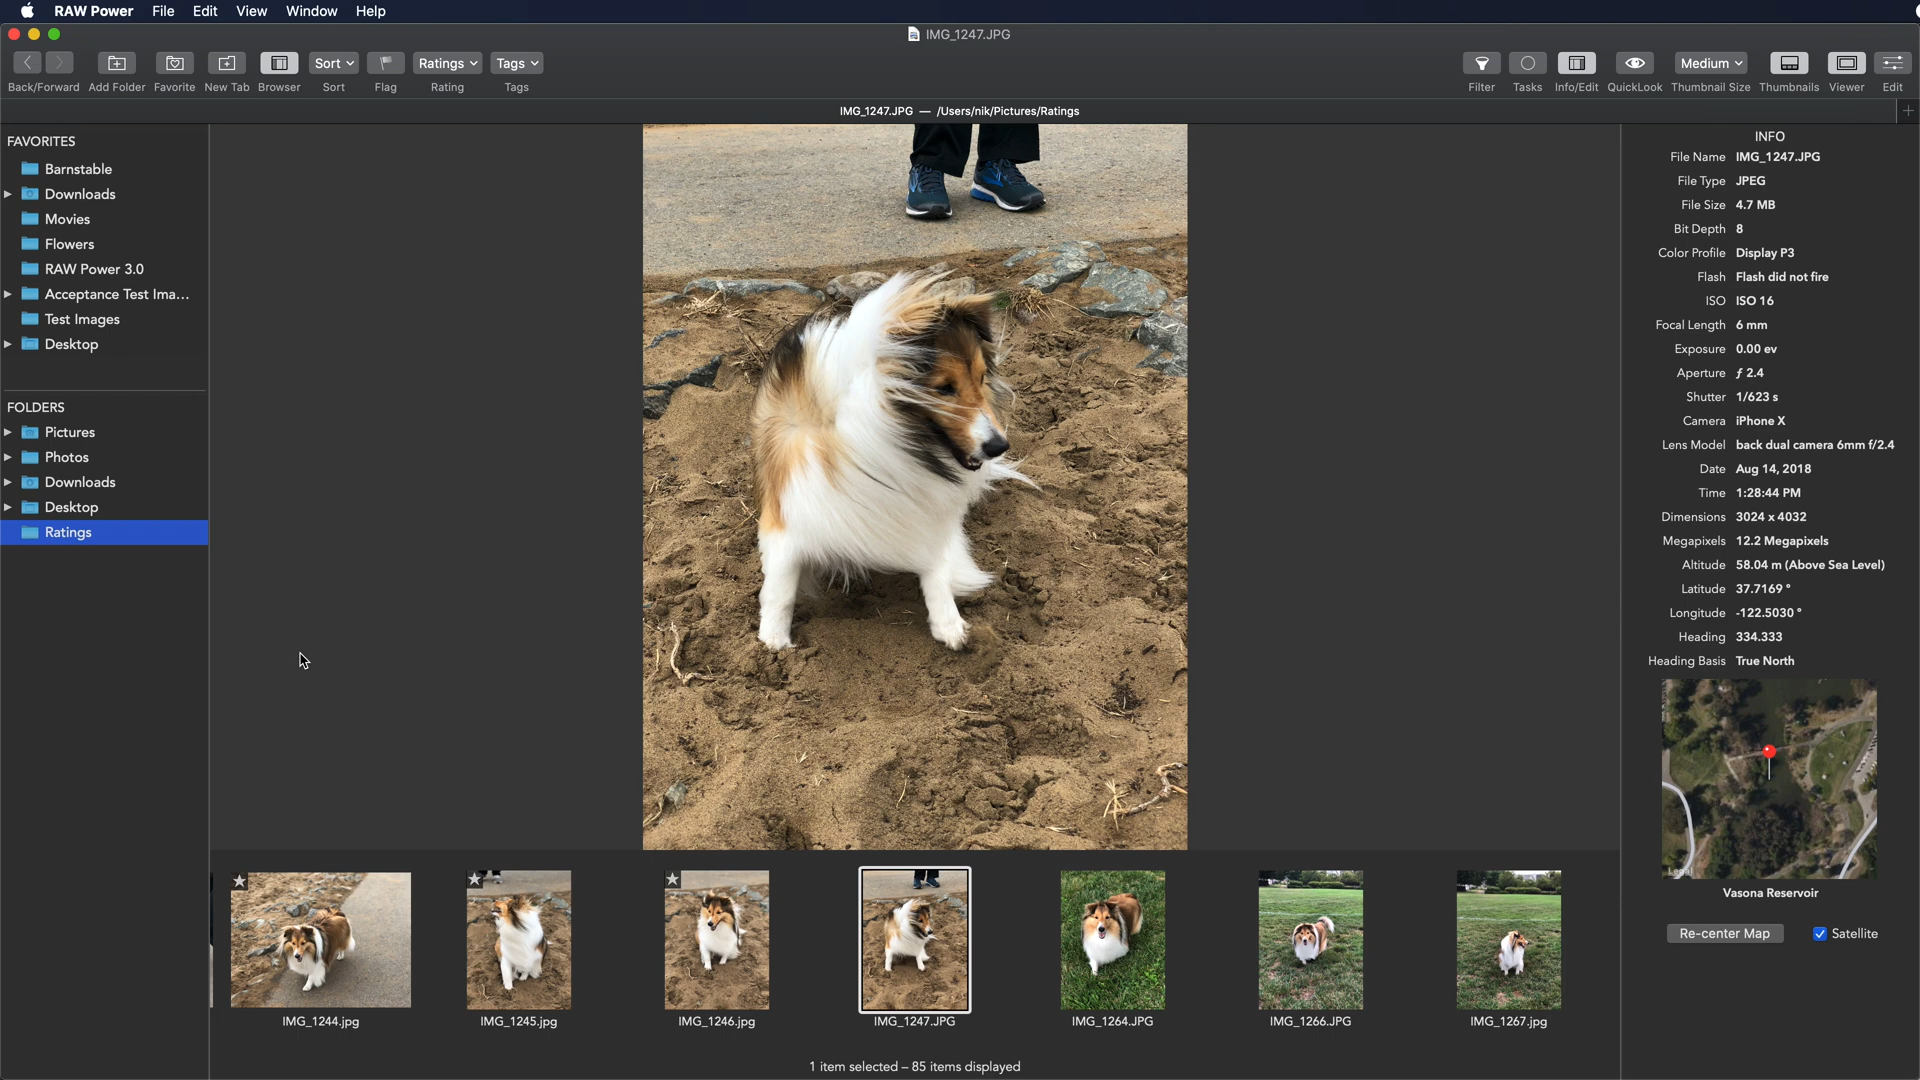 RAW Power File Edit View Window Help
IMG_1247.JPG
Sort Ratings Tags Medium
Back/Forward Add Folder Favorite New Tab Browser Sort Flag Rating Tags Filter Tasks Info/Edit QuickLook Thumbnail Size Thumbnails Viewer Edit
IMG_1247.JPG — /Users/nik/Pictures/Ratings
FAVORITES
Barnstable
Downloads
Movies
Flowers
RAW Power 3.0
Acceptance Test Ima...
Test Images
Desktop
FOLDERS
Pictures
Photos
Downloads
Desktop
Ratings
INFO
File Name IMG_1247.JPG
File Type JPEG
File Size 4.7 MB
Bit Depth 8
Color Profile Display P3
Flash Flash did not fire
ISO ISO 16
Focal Length 6 mm
Exposure 0.00 ev
Aperture ƒ 2.4
Shutter 1/623 s
Camera iPhone X
Lens Model back dual camera 6mm f/2.4
Date Aug 14, 2018
Time 1:28:44 PM
Dimensions 3024 x 4032
Megapixels 12.2 Megapixels
Altitude 58.04 m (Above Sea Level)
Latitude 37.7169 °
Longitude -122.5030 °
Heading 334.333
Heading Basis True North
Legal
Vasona Reservoir
Re-center Map Satellite
IMG_1244.jpg IMG_1245.jpg IMG_1246.jpg IMG_1247.JPG IMG_1264.JPG IMG_1266.JPG IMG_1267.jpg
1 item selected – 85 items displayed